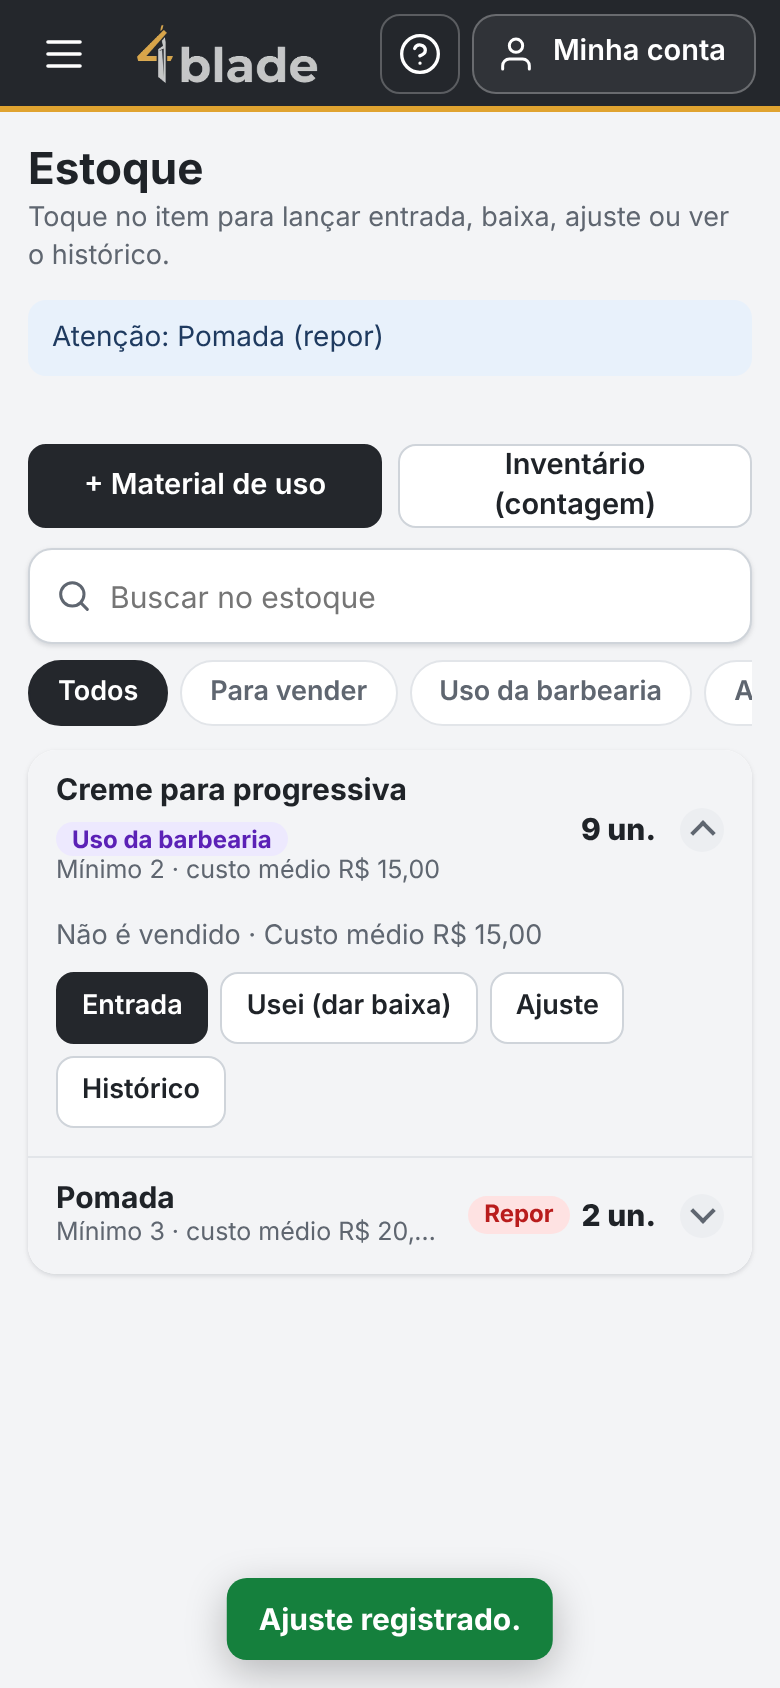 4blade
Minha conta
Estoque
Toque no item para lançar entrada, baixa, ajuste ou ver
o histórico.
Atenção: Pomada (repor)
+ Material de uso
Inventário
(contagem)
Buscar no estoque
Todos
Para vender
Uso da barbearia
A
Creme para progressiva
Uso da barbearia
9 un.
Mínimo 2 · custo médio R$ 15,00
Não é vendido · Custo médio R$ 15,00
Entrada
Usei (dar baixa)
Ajuste
Histórico
Pomada
Repor
2 un.
Mínimo 3 · custo médio R$ 20,...
Ajuste registrado.